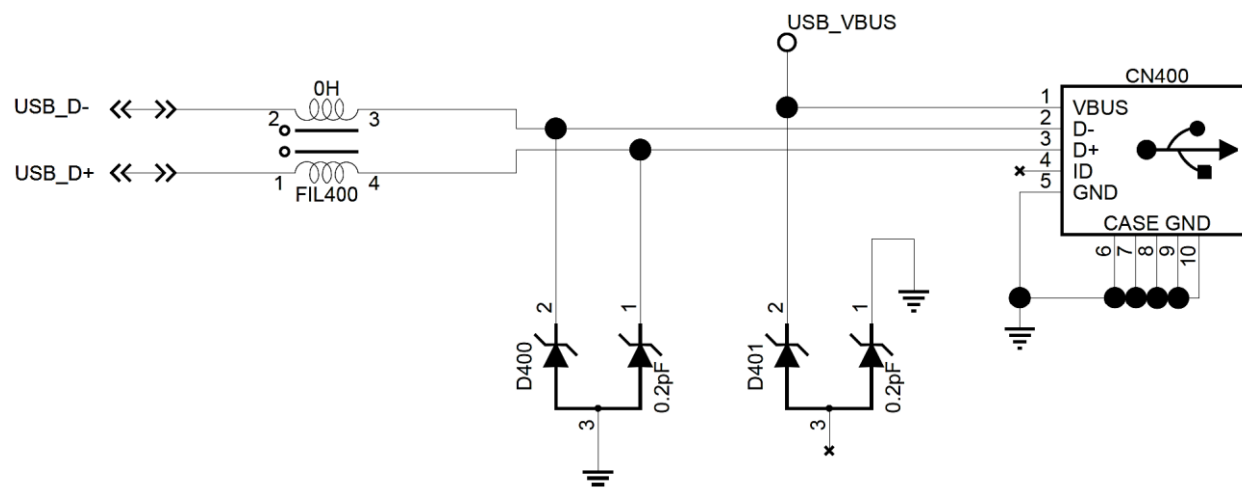 USB_VBUS
CN400
0H
USB_D-
2
3
1
VBUS
2
D-
3
D+
4
ID
5
GND
USB_D+
1
4
FIL400
CASE GND
6
7
8
9
10
2
1
2
1
D400
0.2pF
D401
0.2pF
3
3